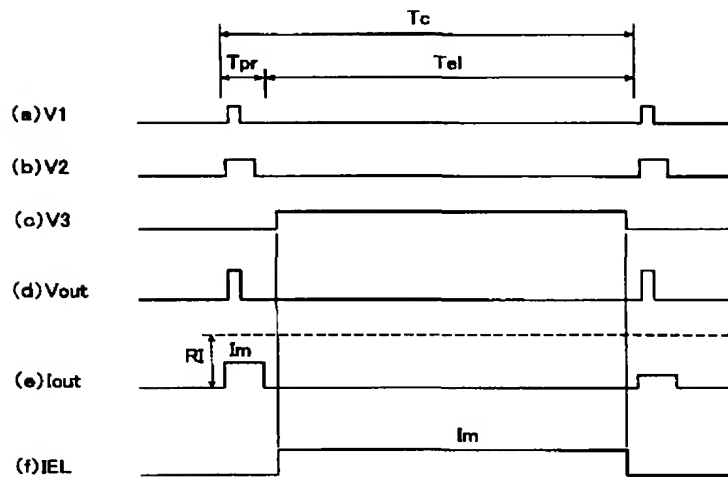 Tc
Tpr
Tel
(a)V1
(b)V2
(c)V3
(d)Vout
RI
Im
(e)Iout
Im
(f)IEL